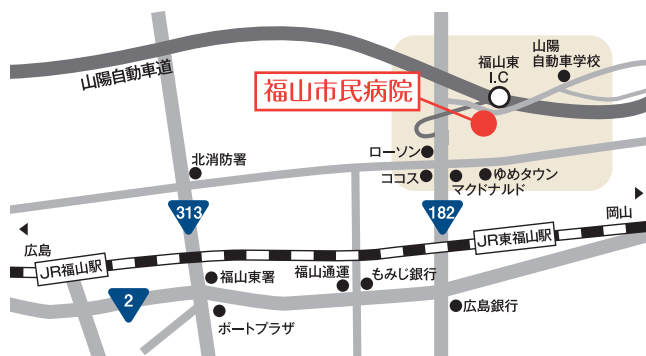 山陽自動車道
福山東
I.C
山陽
自動車学校
福山市民病院
ローソン
北消防署
ココス
マクドナルド
ゆめタウン
313
182
広島
岡山
JR福山駅
JR東福山駅
福山東署
福山通運
もみじ銀行
2
ポートプラザ
広島銀行